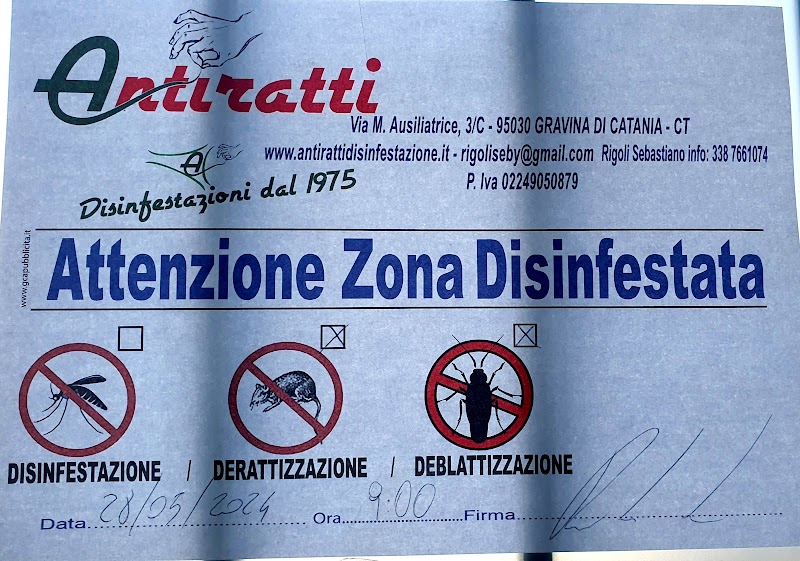 Antiratti
Via M. Ausiliatrice, 3/C - 95030 GRAVINA DI CATANIA - CT
www.antirattidisinfestazione.it - rigoliseby@gmail.com Rigoli Sebastiano info: 338 7661074
P. Iva 02249050879
A
Disinfestazioni dal 1975
www.gcapubblicita.it
Attenzione Zona Disinfestata
DISINFESTAZIONE / DERATTIZZAZIONE / DEBLATTIZZAZIONE
Data 28/05/2024 Ora 9:00 Firma